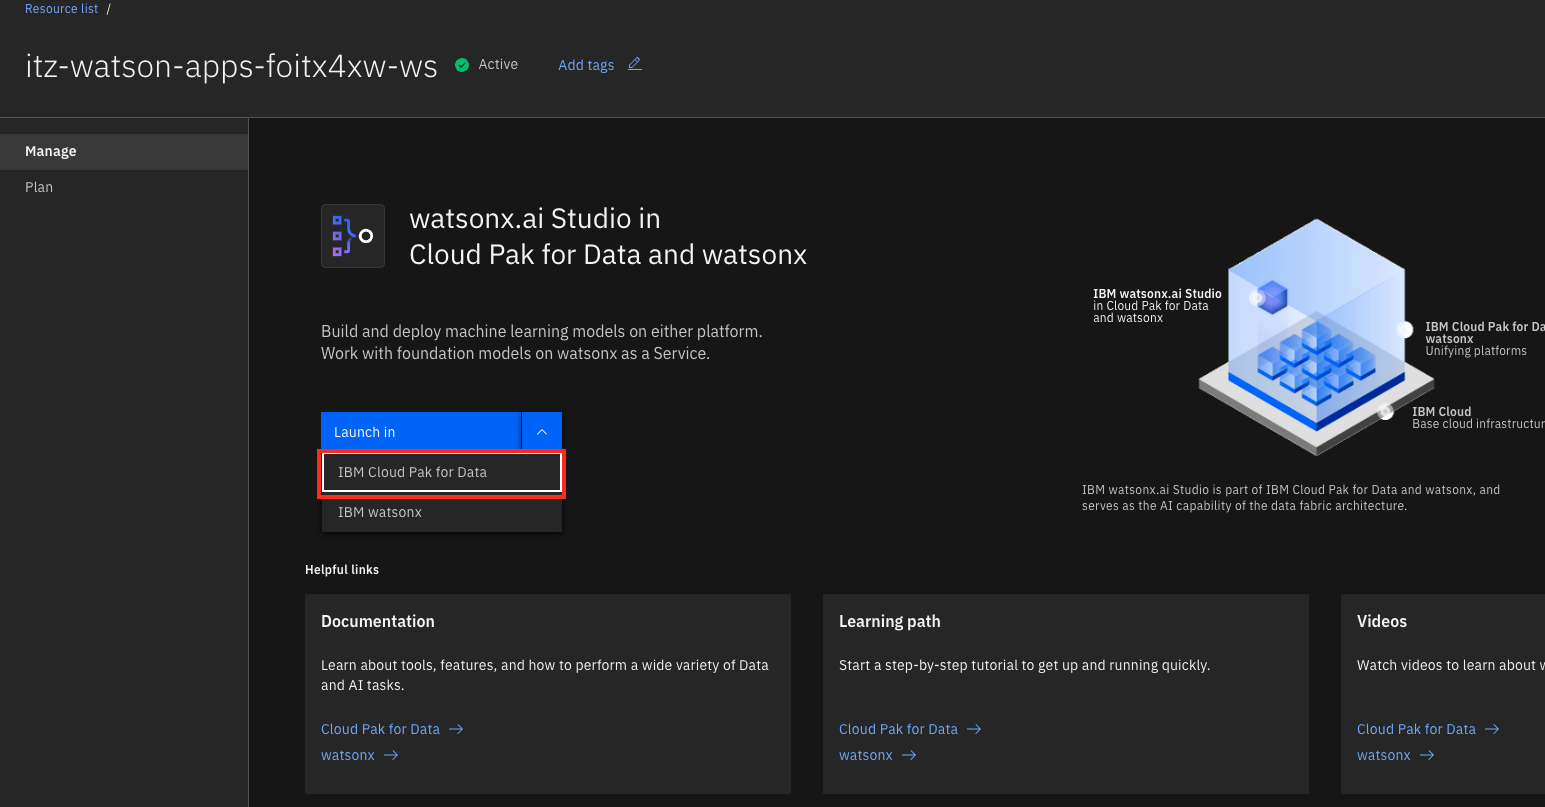 Resource list /
itz-watson-apps-foitx4xw-ws
Active
Add tags
Manage
Plan
watsonx.ai Studio in
Cloud Pak for Data and watsonx
Build and deploy machine learning models on either platform.
Work with foundation models on watsonx as a Service.
Launch in
IBM Cloud Pak for Data
IBM watsonx
IBM watsonx.ai Studio
in Cloud Pak for Data
and watsonx
IBM Cloud Pak for Da
watsonx
Unifying platforms
IBM Cloud
Base cloud infrastructur
IBM watsonx.ai Studio is part of IBM Cloud Pak for Data and watsonx, and
serves as the AI capability of the data fabric architecture.
Helpful links
Documentation
Learn about tools, features, and how to perform a wide variety of Data
and AI tasks.
Cloud Pak for Data
watsonx
Learning path
Start a step-by-step tutorial to get up and running quickly.
Cloud Pak for Data
watsonx
Videos
Watch videos to learn about w
Cloud Pak for Data
watsonx